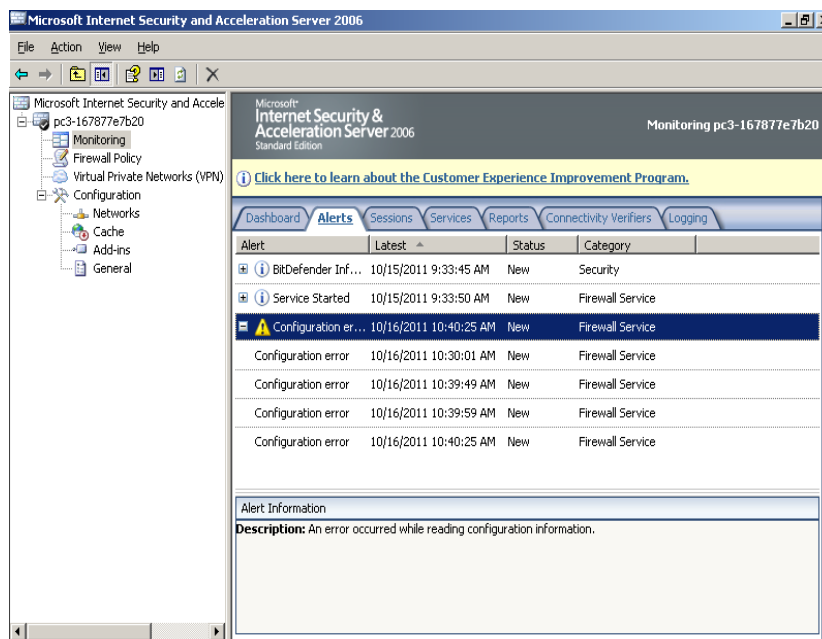 Microsoft Internet Security and Acceleration Server 2006
File Action View Help
Microsoft Internet Security and Accele
pc3-167877e7b20
Monitoring
Firewall Policy
Virtual Private Networks (VPN)
Configuration
Networks
Cache
Add-ins
General
Microsoft
Internet Security &
Acceleration Server 2006
Standard Edition
Monitoring pc3-167877e7b20
Click here to learn about the Customer Experience Improvement Program.
Dashboard Alerts Sessions Services Reports Connectivity Verifiers Logging
Alert Latest Status Category
BitDefender Inf... 10/15/2011 9:33:45 AM New Security
Service Started 10/15/2011 9:33:50 AM New Firewall Service
Configuration er... 10/16/2011 10:40:25 AM New Firewall Service
Configuration error 10/16/2011 10:30:01 AM New Firewall Service
Configuration error 10/16/2011 10:39:49 AM New Firewall Service
Configuration error 10/16/2011 10:39:59 AM New Firewall Service
Configuration error 10/16/2011 10:40:25 AM New Firewall Service
Alert Information
Description: An error occurred while reading configuration information.